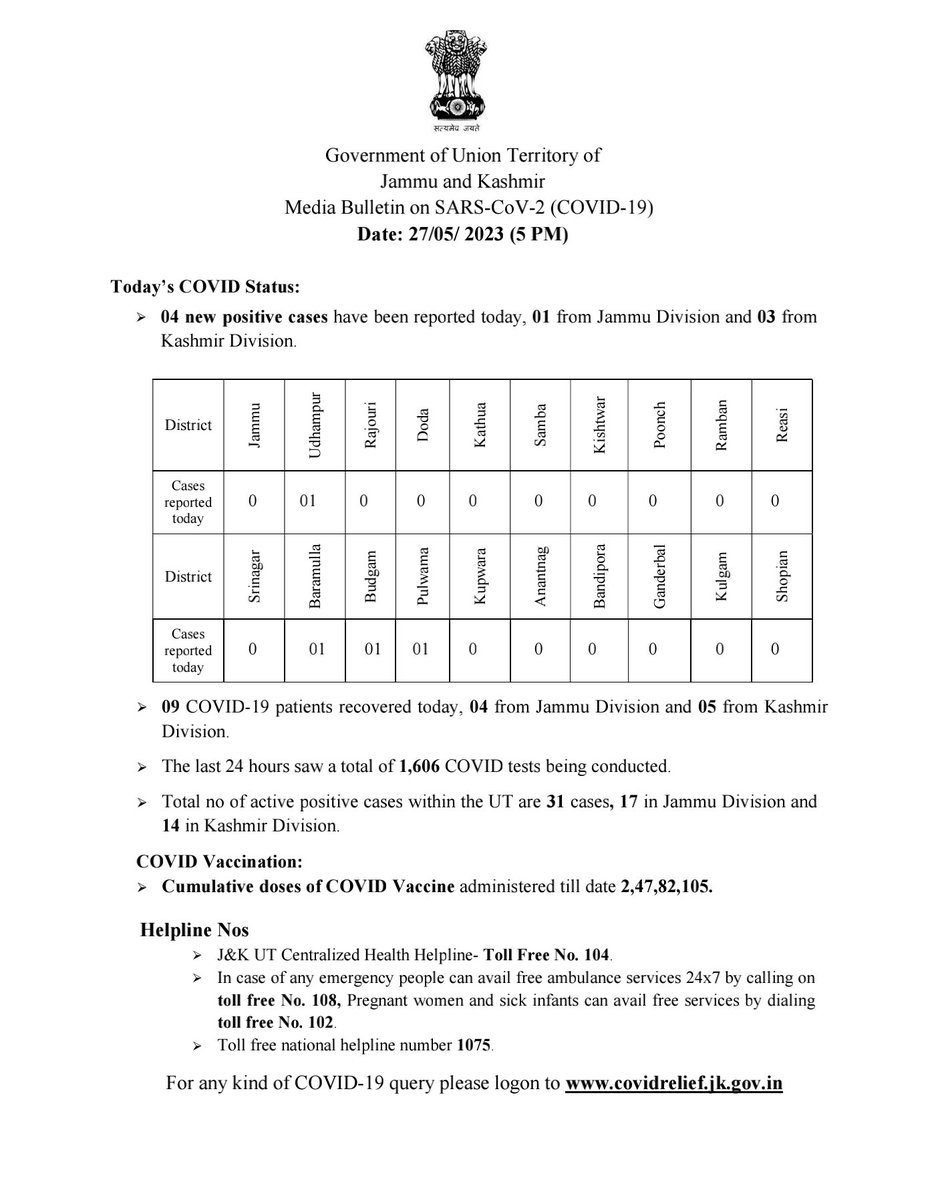 सत्यमेव जयते
Government of Union Territory of
Jammu and Kashmir
Media Bulletin on SARS-CoV-2 (COVID-19)
Date: 27/05/ 2023 (5 PM)
Today’s COVID Status:
➢ 04 new positive cases have been reported today, 01 from Jammu Division and 03 from
Kashmir Division.
District Jammu Udhampur Rajouri Doda Kathua Samba Kishtwar Poonch Ramban Reasi
Cases
reported
today 0 01 0 0 0 0 0 0 0 0
District Srinagar Baramulla Budgam Pulwama Kupwara Anantnag Bandipora Ganderbal Kulgam Shopian
Cases
reported
today 0 01 01 01 0 0 0 0 0 0
➢ 09 COVID-19 patients recovered today, 04 from Jammu Division and 05 from Kashmir
Division.
➢ The last 24 hours saw a total of 1,606 COVID tests being conducted.
➢ Total no of active positive cases within the UT are 31 cases, 17 in Jammu Division and
14 in Kashmir Division.
COVID Vaccination:
➢ Cumulative doses of COVID Vaccine administered till date 2,47,82,105.
Helpline Nos
➢ J&K UT Centralized Health Helpline- Toll Free No. 104.
➢ In case of any emergency people can avail free ambulance services 24x7 by calling on
toll free No. 108, Pregnant women and sick infants can avail free services by dialing
toll free No. 102.
➢ Toll free national helpline number 1075.
For any kind of COVID-19 query please logon to www.covidrelief.jk.gov.in